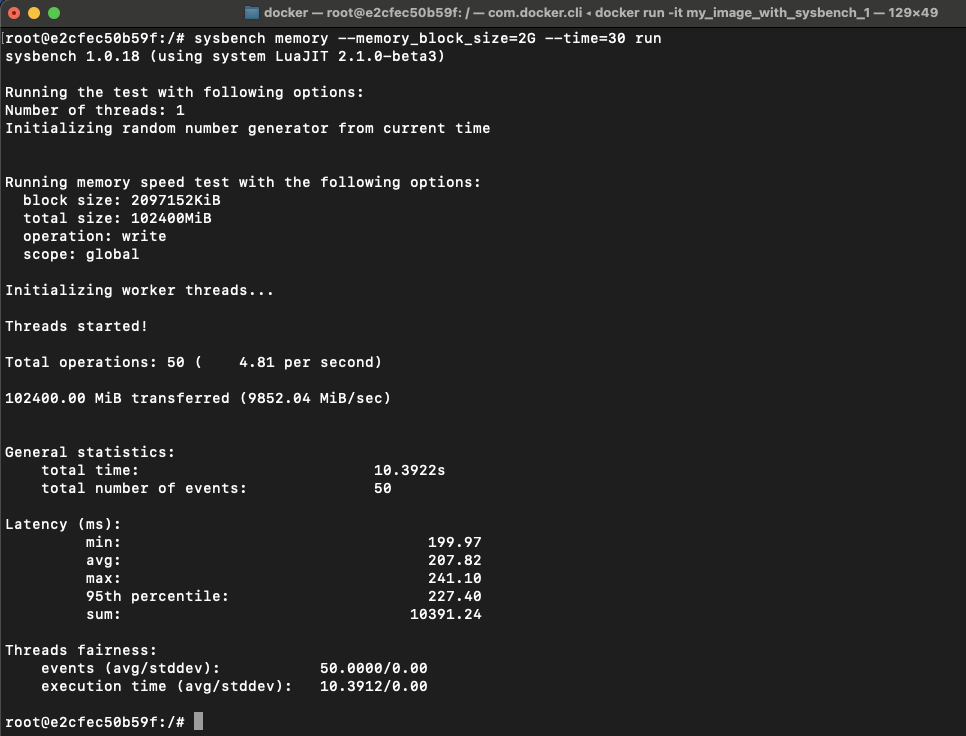 docker — root@e2cfec50b59f: / — com.docker.cli ◂ docker run -it my_image_with_sysbench_1 — 129×49
[root@e2cfec50b59f:/# sysbench memory --memory_block_size=2G --time=30 run
sysbench 1.0.18 (using system LuaJIT 2.1.0-beta3)
Running the test with following options:
Number of threads: 1
Initializing random number generator from current time
Running memory speed test with the following options:
block size: 2097152KiB
total size: 102400MiB
operation: write
scope: global
Initializing worker threads...
Threads started!
Total operations: 50 (    4.81 per second)
102400.00 MiB transferred (9852.04 MiB/sec)
General statistics:
total time:                          10.3922s
total number of events:              50
Latency (ms):
min:                                  199.97
avg:                                  207.82
max:                                  241.10
95th percentile:                      227.40
sum:                                10391.24
Threads fairness:
events (avg/stddev):           50.0000/0.00
execution time (avg/stddev):   10.3912/0.00
root@e2cfec50b59f:/#